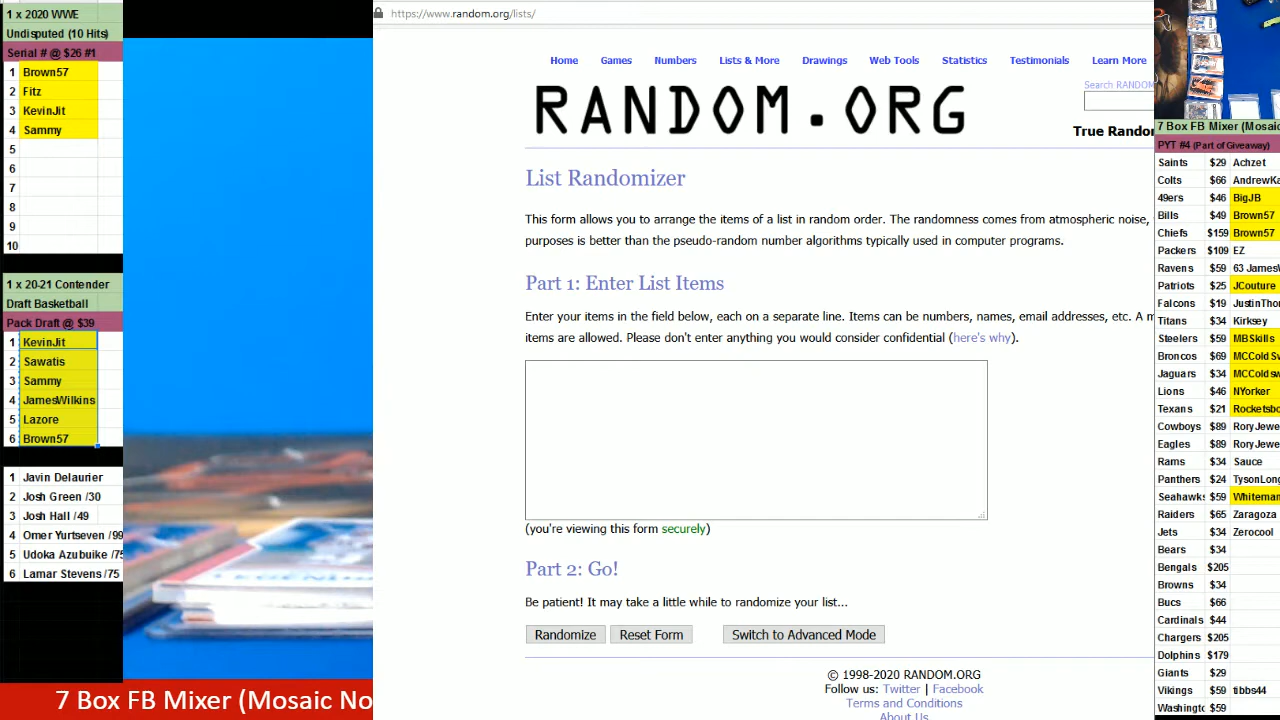 1 x 2020 WWE
Undisputed (10 Hits)
Serial # @ $26 #1
1 Brown57
2 Fitz
3 KevinJit
4 Sammy
5
6
7
8
9
10
1 x 20-21 Contender
Draft Basketball
Pack Draft @ $39
1 KevinJit
2 Sawatis
3 Sammy
4 JamesWilkins
5 Lazore
6 Brown57
1 Javin Delaurier
2 Josh Green /30
3 Josh Hall /49
4 Omer Yurtseven /99
5 Udoka Azubuike /75
6 Lamar Stevens /75
7 Box FB Mixer (Mosaic No
https://www.random.org/lists/
Home Games Numbers Lists & More Drawings Web Tools Statistics Testimonials Learn More
Search RANDOM
RANDOM.ORG
True Rando
List Randomizer
This form allows you to arrange the items of a list in random order. The randomness comes from atmospheric noise,
purposes is better than the pseudo-random number algorithms typically used in computer programs.
Part 1: Enter List Items
Enter your items in the field below, each on a separate line. Items can be numbers, names, email addresses, etc. A m
items are allowed. Please don't enter anything you would consider confidential (here's why).
(you're viewing this form securely)
Part 2: Go!
Be patient! It may take a little while to randomize your list...
Randomize Reset Form Switch to Advanced Mode
© 1998-2020 RANDOM.ORG
Follow us: Twitter | Facebook
Terms and Conditions
About Us
7 Box FB Mixer (Mosaic
PYT #4 (Part of Giveaway)
Saints $29 Achzet
Colts $66 AndrewKa
49ers $46 BigJB
Bills $49 Brown57
Chiefs $159 Brown57
Packers $109 EZ
Ravens $59 63 JamesW
Patriots $25 JCouture
Falcons $19 JustinThor
Titans $34 Kirksey
Steelers $59 MBSkills
Broncos $69 MCColdSw
Jaguars $34 MCColdsw
Lions $46 NYorker
Texans $21 Rocketsbo
Cowboys $89 RoryJewe
Eagles $89 RoryJewe
Rams $34 Sauce
Panthers $24 TysonLong
Seahawks $59 Whiteman
Raiders $65 Zaragoza
Jets $34 Zerocool
Bears $34
Bengals $205
Browns $34
Bucs $66
Cardinals $44
Chargers $205
Dolphins $179
Giants $29
Vikings $59 tibbs44
Washingto $59